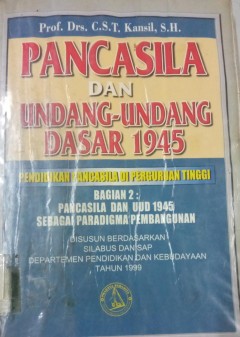 Prof. Drs. C.S.T. Kansil, S.H.
PANCASILA
DAN
UNDANG-UNDANG
DASAR 1945
PENDIDIKAN PANCASILA DI PERGURUAN TINGGI
BAGIAN 2 :
PANCASILA DAN UUD 1945
SEBAGAI PARADIGMA PEMBANGUNAN
DISUSUN BERDASARKAN
SILABUS DAN SAP
DEPARTEMEN PENDIDIKAN DAN KEBUDAYAAN
TAHUN 1999